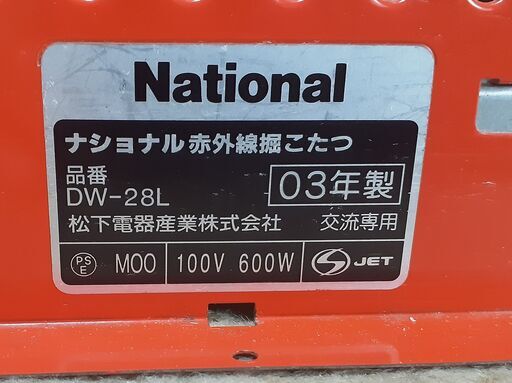 National
ナショナル赤外線掘こたつ
品番
DW-28L
03年製
松下電器産業株式会社 交流専用
PSE M00 100V 600W S JET